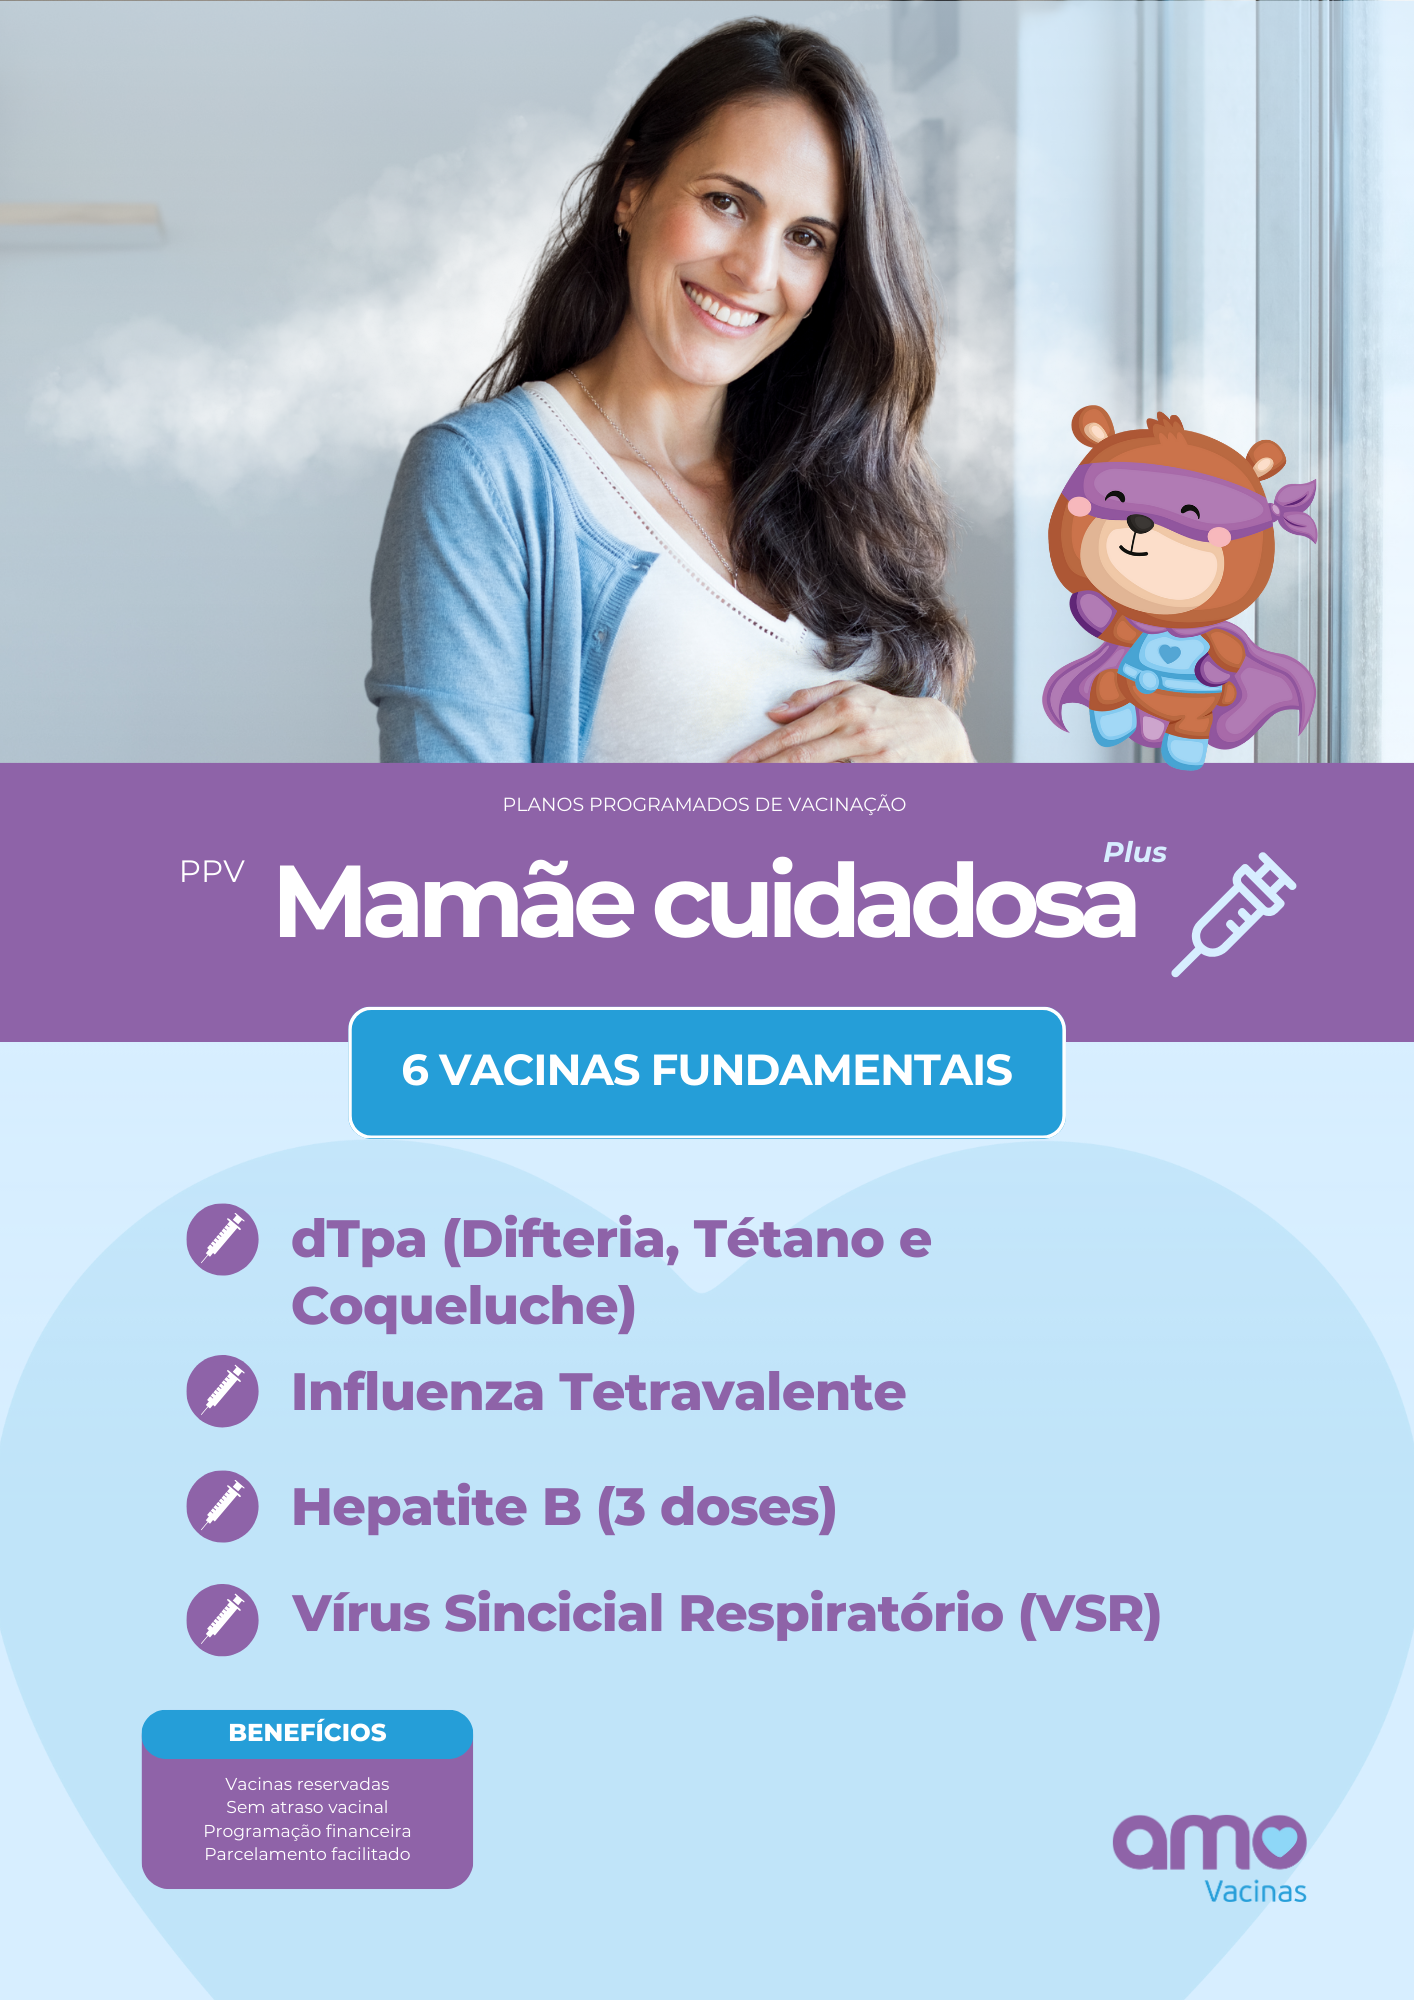 PLANOS PROGRAMADOS DE VACINAÇÃO
PPV
Mamãe cuidadosa
Plus
6 VACINAS FUNDAMENTAIS
dTpa (Difteria, Tétano e
Coqueluche)
Influenza Tetravalente
Hepatite B (3 doses)
Vírus Sincicial Respiratório (VSR)
BENEFÍCIOS
Vacinas reservadas
Sem atraso vacinal
Programação financeira
Parcelamento facilitado
amo
Vacinas